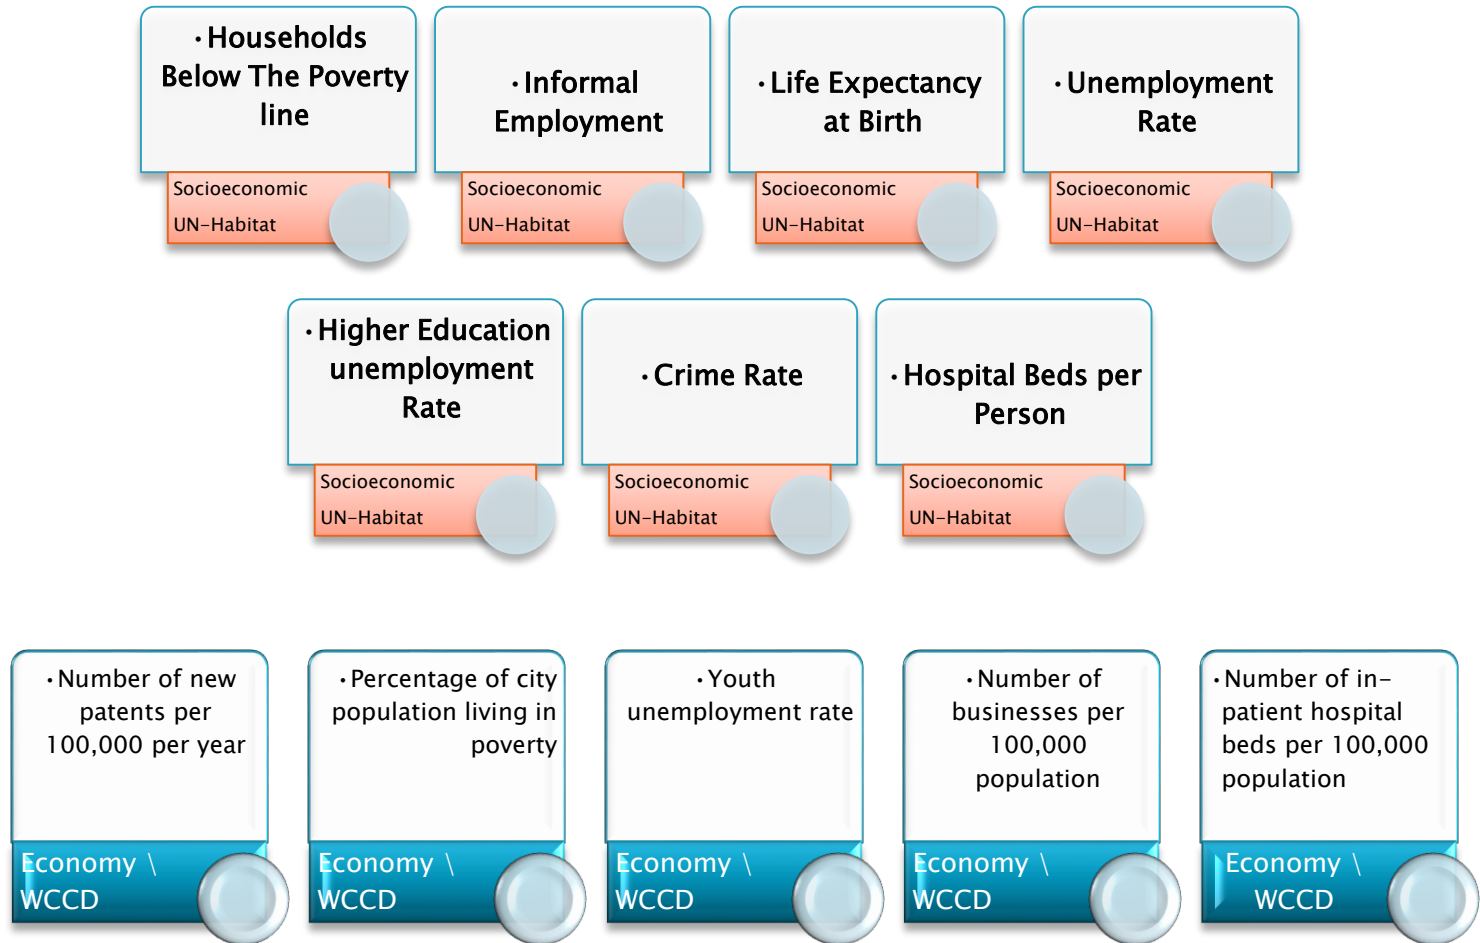 ·Households
Below The Poverty
line
Socioeconomic
UN-Habitat
·Informal
Employment
Socioeconomic
UN-Habitat
·Life Expectancy
at Birth
Socioeconomic
UN-Habitat
·Unemployment
Rate
Socioeconomic
UN-Habitat
·Higher Education
unemployment
Rate
Socioeconomic
UN-Habitat
·Crime Rate
Socioeconomic
UN-Habitat
·Hospital Beds per
Person
Socioeconomic
UN-Habitat
·Number of new
patents per
100,000 per year
Economy \
WCCD
·Percentage of city
population living in
poverty
Economy \
WCCD
·Youth
unemployment rate
Economy \
WCCD
·Number of
businesses per
100,000
population
Economy \
WCCD
·Number of in-
patient hospital
beds per 100,000
population
Economy \
WCCD